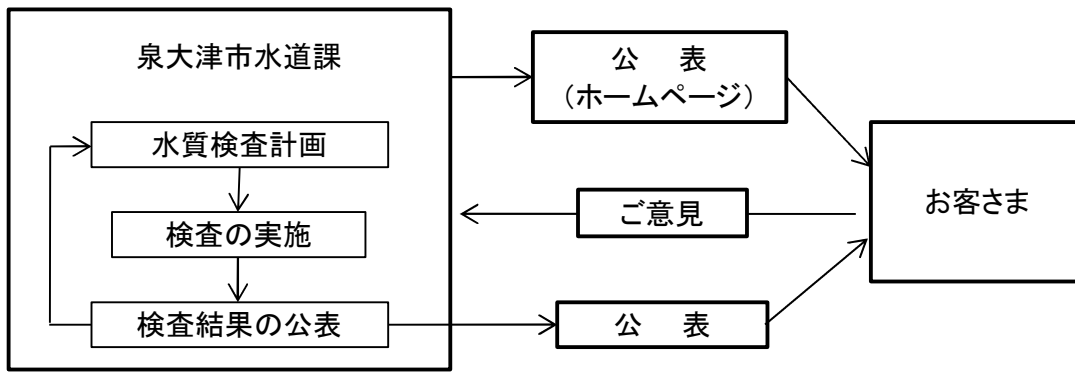 泉大津市水道課
水質検査計画
検査の実施
検査結果の公表
公　表
（ホームページ）
ご意見
公　表
お客さま